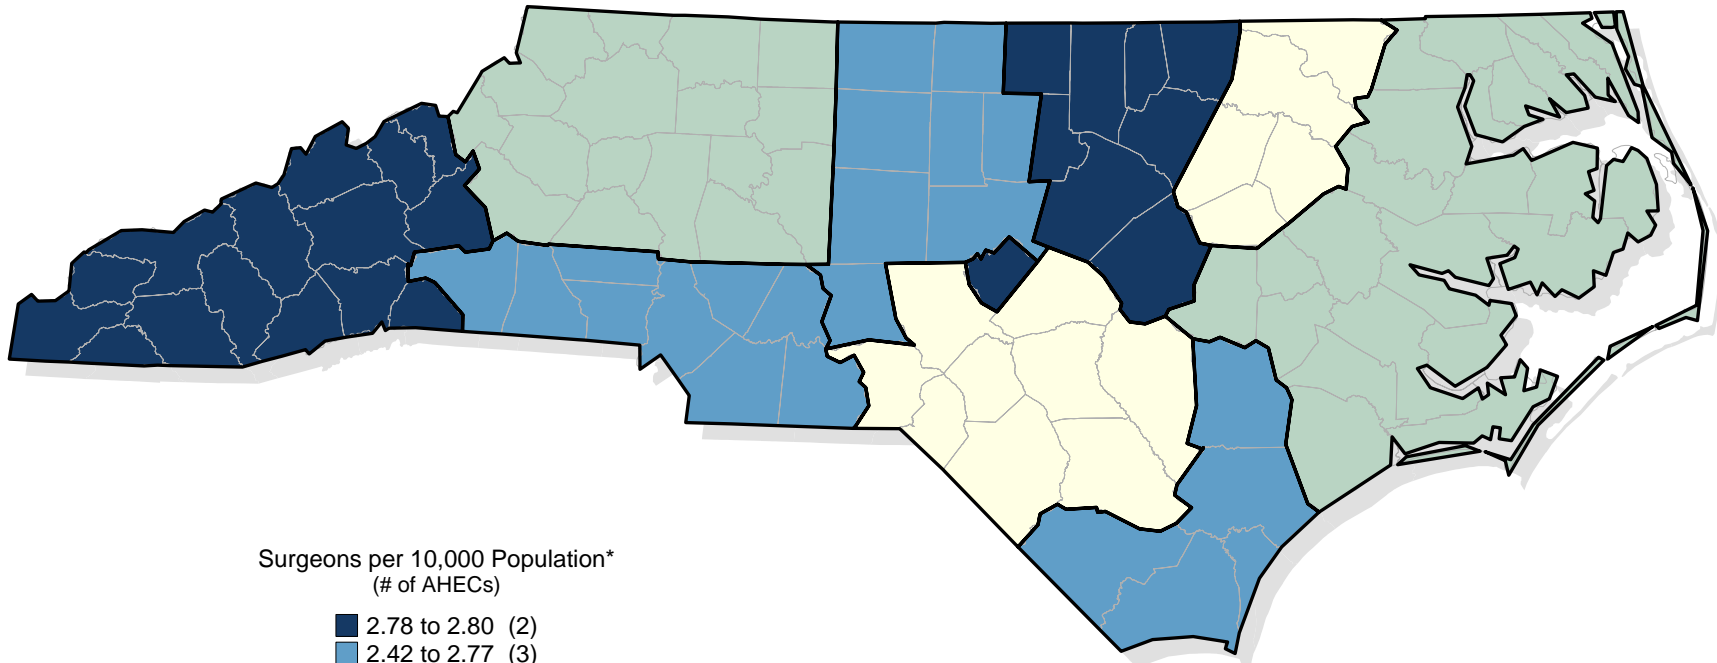 Surgeons per 10,000 Population*
(# of AHECs)
2.78 to 2.80 (2)
2.42 to 2.77 (3)